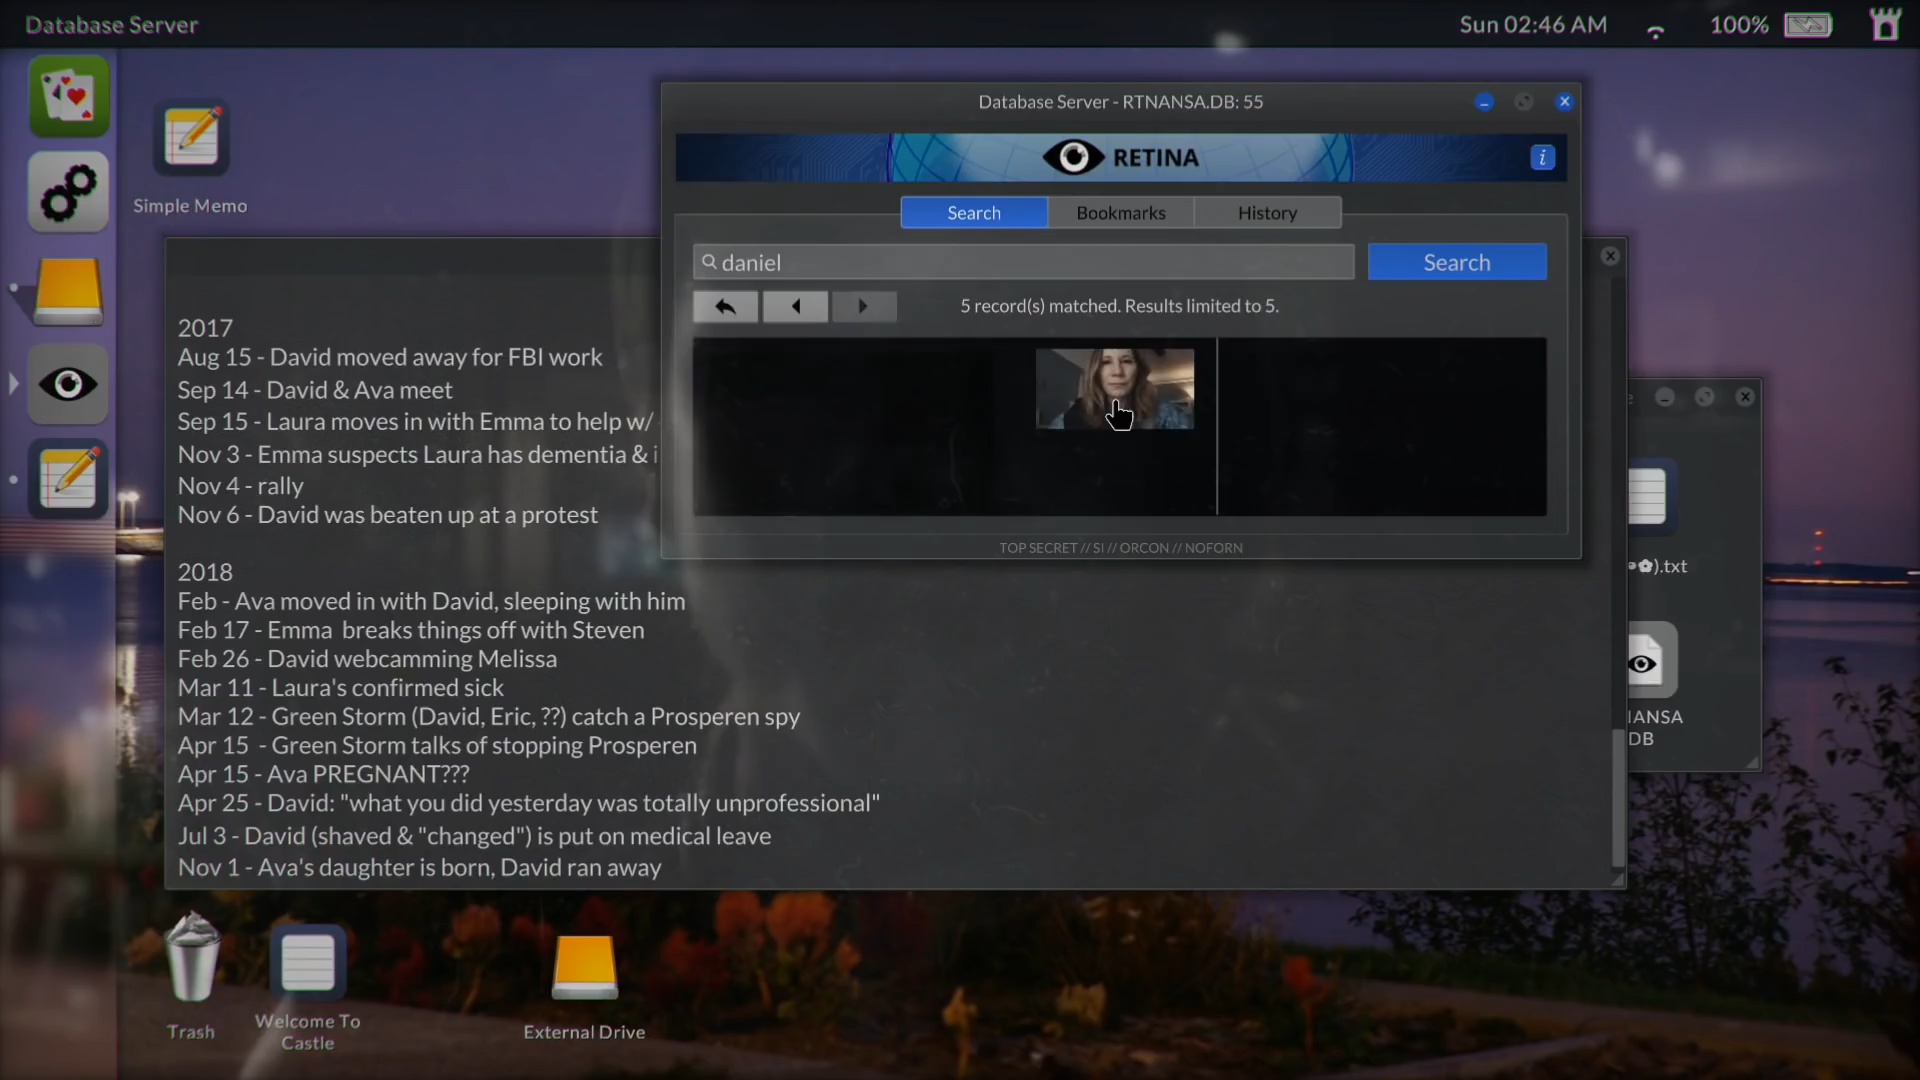 Database Server
Sun 02:46 AM
100%
Simple Memo
Database Server - RTNANSA.DB: 55
RETINA
i
Search
Bookmarks
History
daniel
Search
5 record(s) matched. Results limited to 5.
TOP SECRET // SI // ORCON // NOFORN
2017
Aug 15 - David moved away for FBI work
Sep 14 - David & Ava meet
Sep 15 - Laura moves in with Emma to help w/
Nov 3 - Emma suspects Laura has dementia & i
Nov 4 - rally
Nov 6 - David was beaten up at a protest
2018
Feb - Ava moved in with David, sleeping with him
Feb 17 - Emma  breaks things off with Steven
Feb 26 - David webcamming Melissa
Mar 11 - Laura's confirmed sick
Mar 12 - Green Storm (David, Eric, ??) catch a Prosperen spy
Apr 15  - Green Storm talks of stopping Prosperen
Apr 15 - Ava PREGNANT???
Apr 25 - David: "what you did yesterday was totally unprofessional"
Jul 3 - David (shaved & "changed") is put on medical leave
Nov 1 - Ava's daughter is born, David ran away
✿).txt
IANSA
DB
Trash
Welcome To
Castle
External Drive